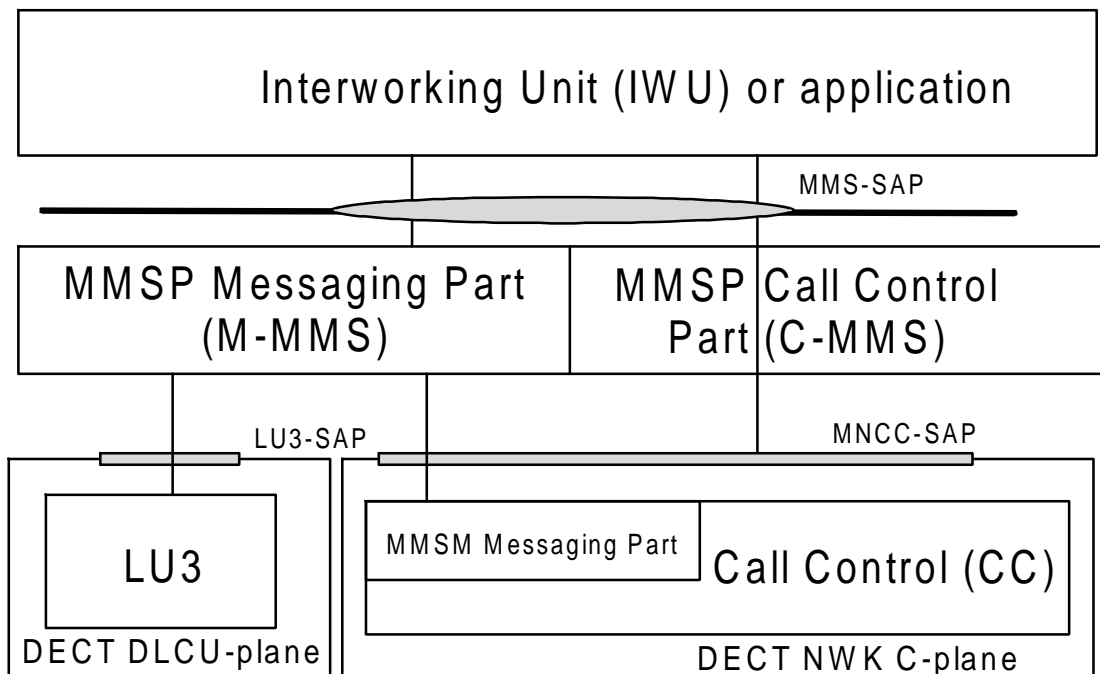 Interworking Unit (IWU) or application
MMS-SAP
MMSP Messaging Part
(M-MMS)
MMSP Call Control
Part (C-MMS)
LU3-SAP
MNCC-SAP
LU3
MMSM Messaging Part
Call Control (CC)
DECT DLCU-plane
DECT NWK C-plane